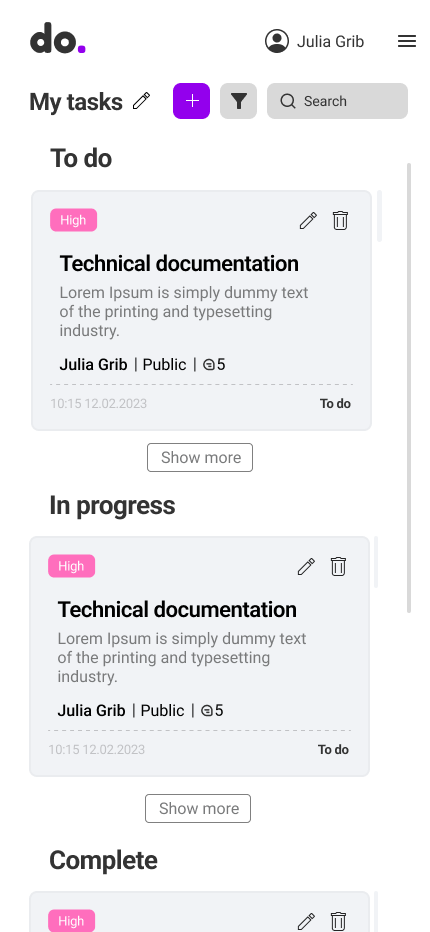 do.
Julia Grib
My tasks
+
Search
To do
High
Technical documentation
Lorem Ipsum is simply dummy text
of the printing and typesetting
industry.
Julia Grib | Public | 5
10:15 12.02.2023 To do
Show more
In progress
High
Technical documentation
Lorem Ipsum is simply dummy text
of the printing and typesetting
industry.
Julia Grib | Public | 5
10:15 12.02.2023 To do
Show more
Complete
High